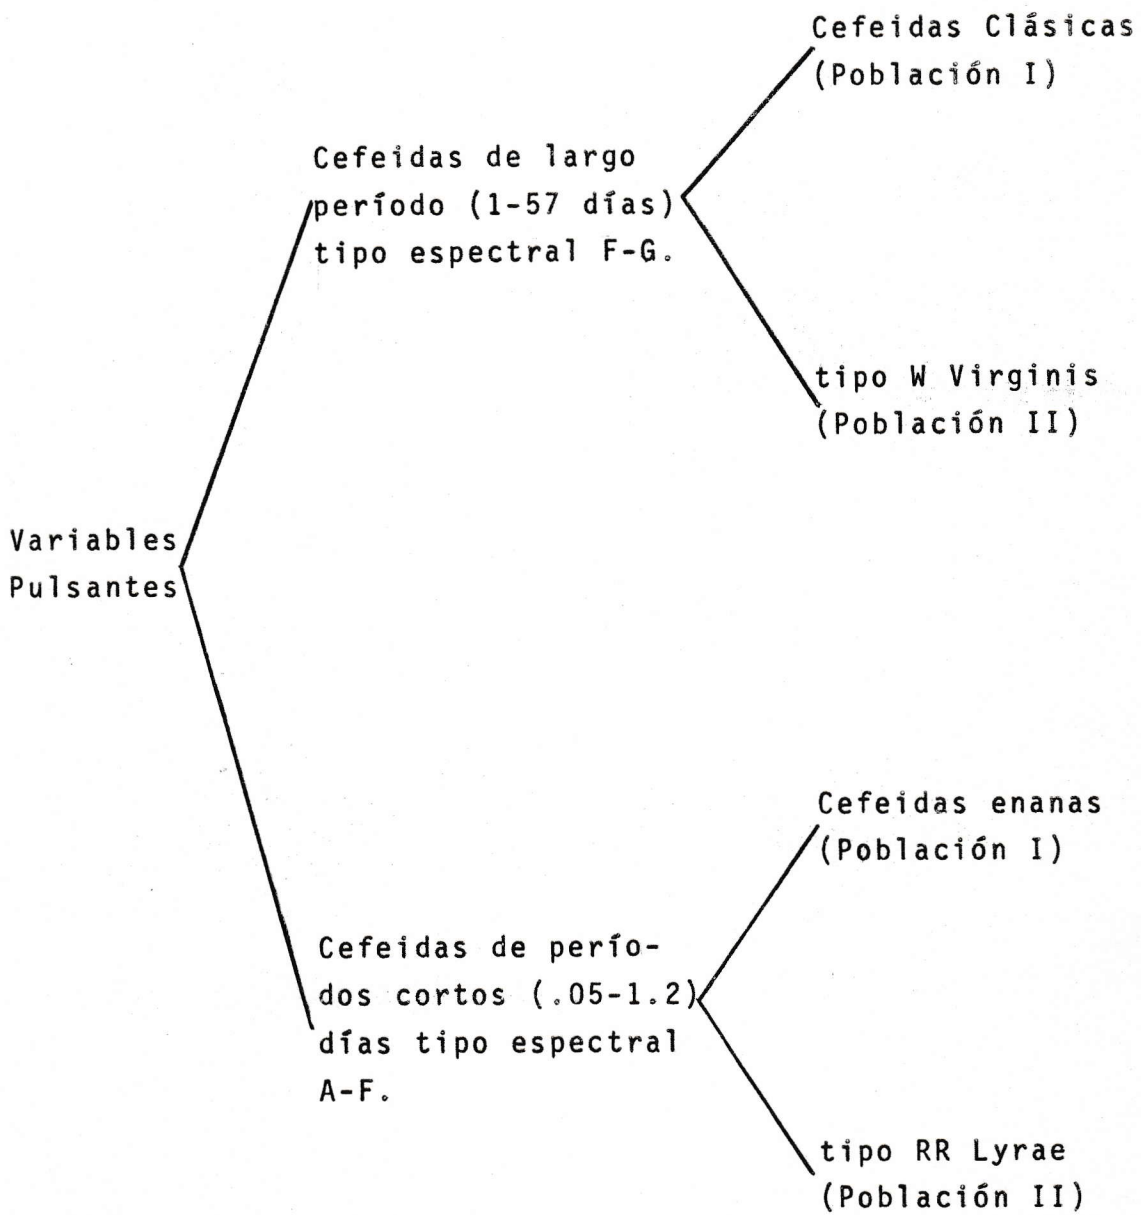 Cefeidas Clásicas
(Población I)
Cefeidas de largo
período (1-57 días)
tipo espectral F-G.
tipo W Virginis
(Población II)
Variables
Pulsantes
Cefeidas enanas
(Población I)
Cefeidas de perío-
dos cortos (.05-1.2)
días tipo espectral
A-F.
tipo RR Lyrae
(Población II)